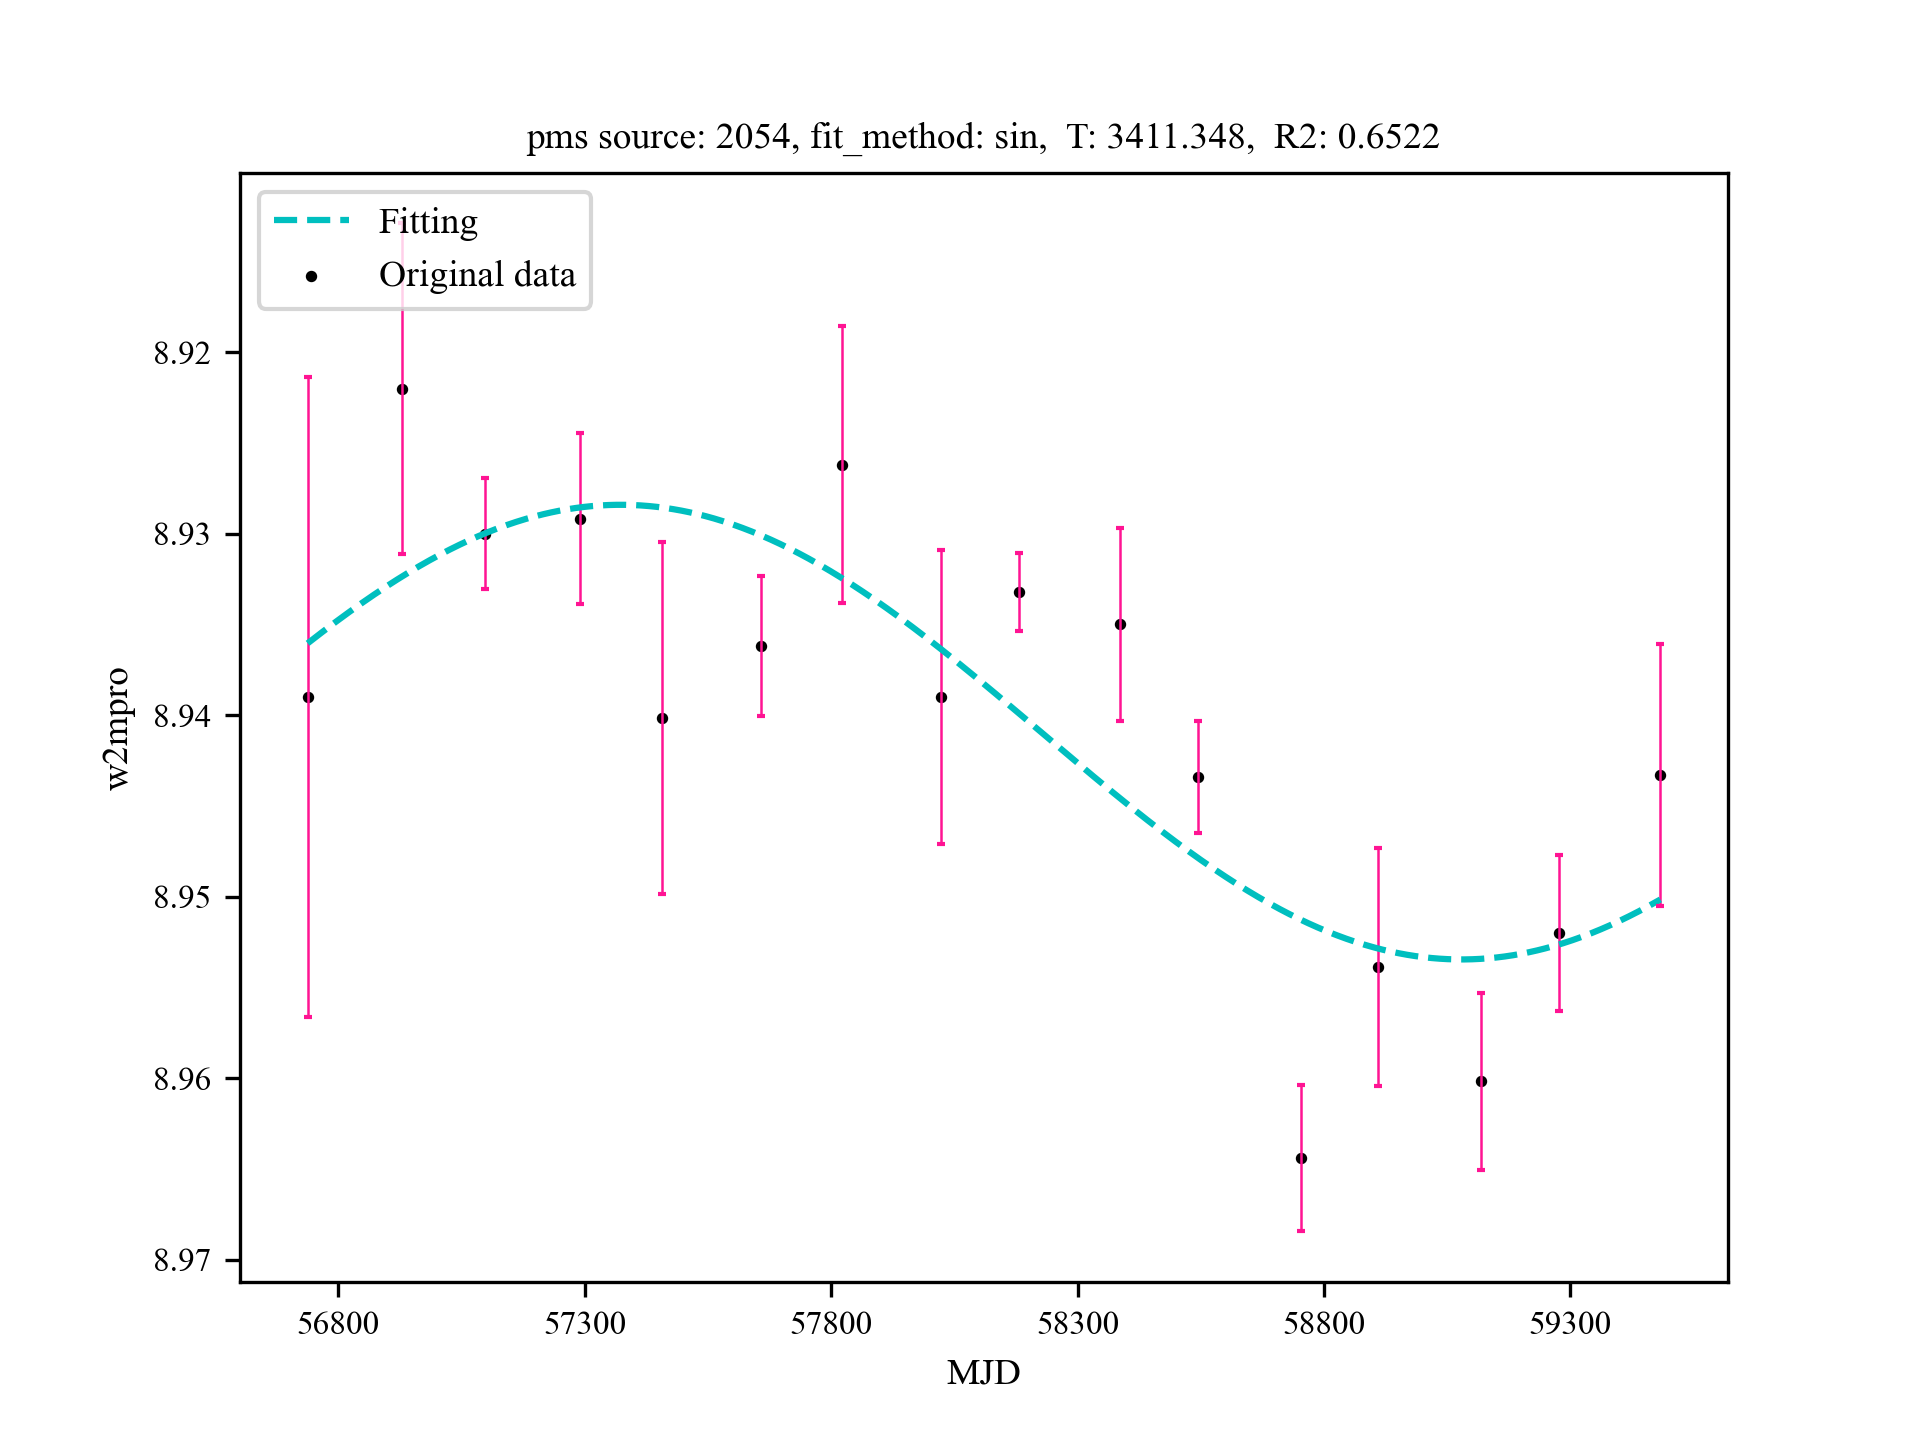 pms source: 2054, fit_method: sin,  T: 3411.348,  R2: 0.6522
Fitting
Original data
8.92
8.93
8.94
8.95
8.96
8.97
w2mpro
56800 57300 57800 58300 58800 59300
MJD